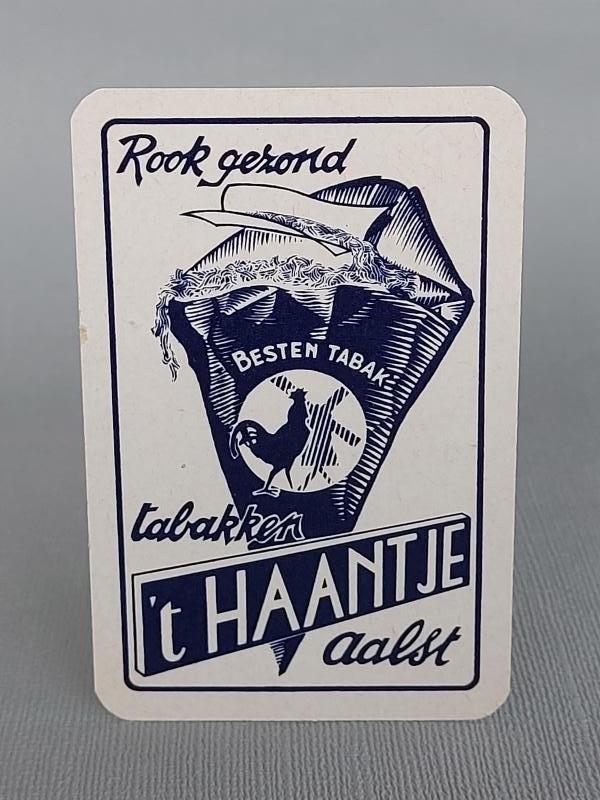 Rook gezond
BESTEN TABAK
tabakken
't HAANTJE
aalst